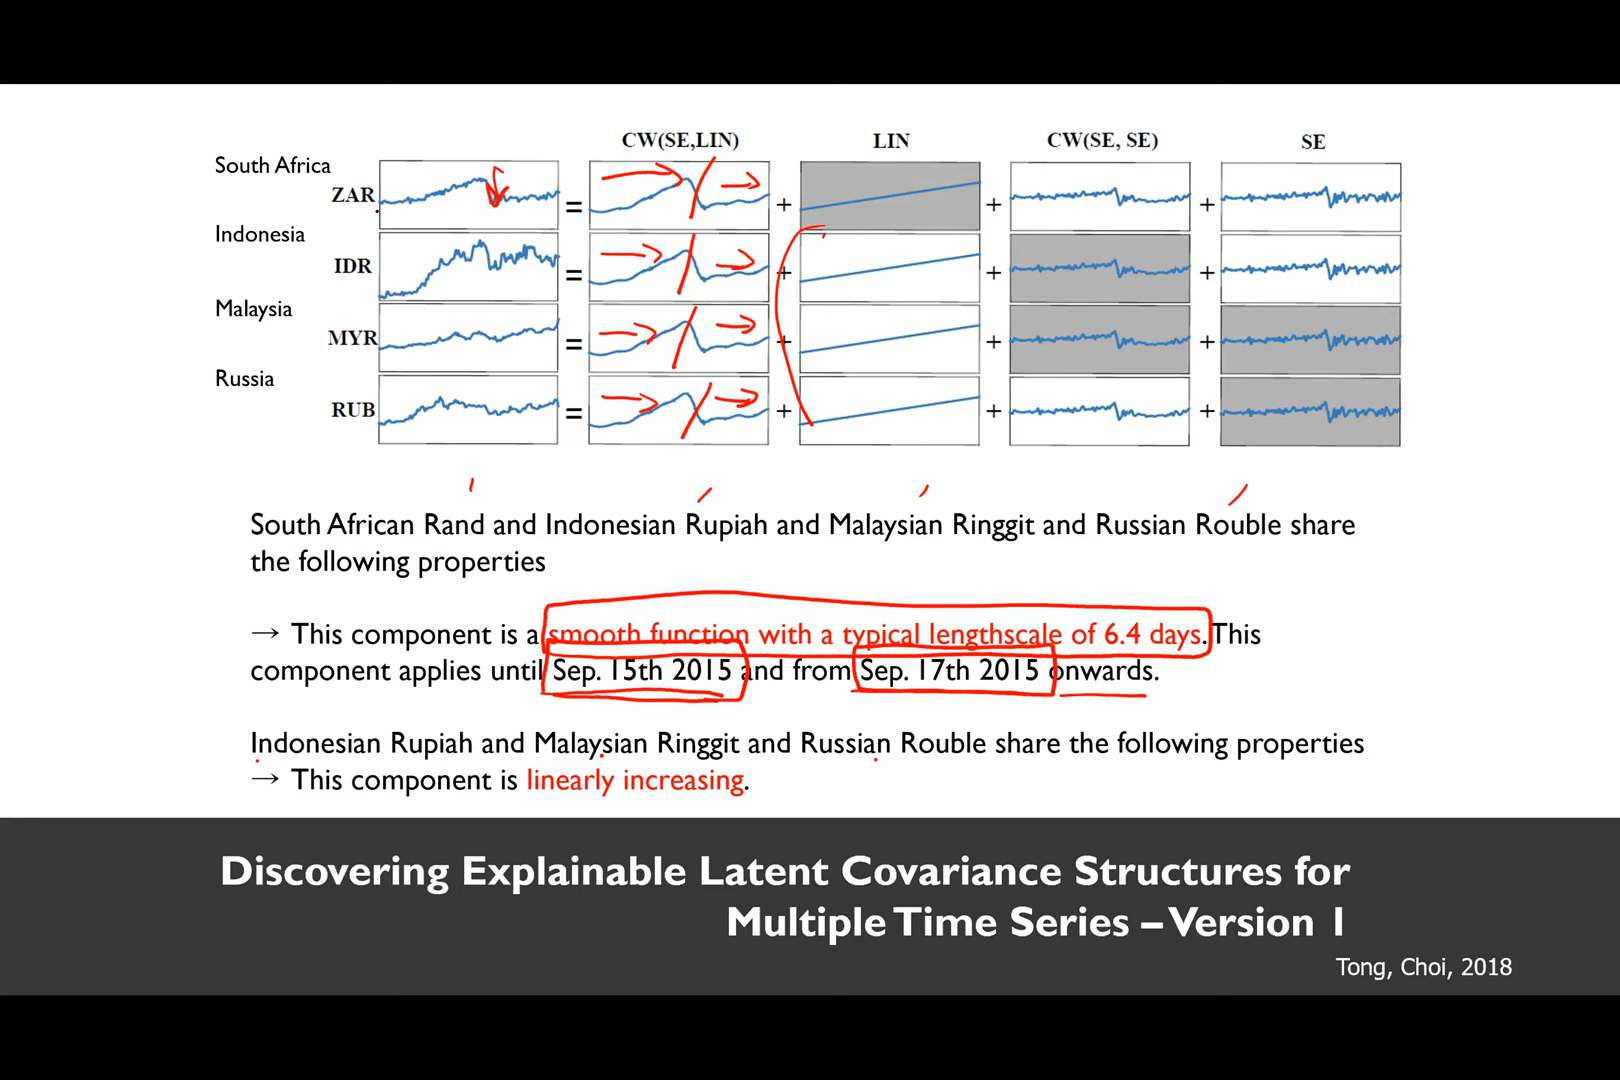 CW(SE,LIN) LIN CW(SE, SE) SE
South Africa
ZAR = + + +
Indonesia
IDR = + + +
Malaysia
MYR = + + +
Russia
RUB = + + +
South African Rand and Indonesian Rupiah and Malaysian Ringgit and Russian Rouble share
the following properties
→ This component is a smooth function with a typical lengthscale of 6.4 days. This
component applies until Sep. 15th 2015 and from Sep. 17th 2015 onwards.
Indonesian Rupiah and Malaysian Ringgit and Russian Rouble share the following properties
→ This component is linearly increasing.
Discovering Explainable Latent Covariance Structures for
Multiple Time Series – Version 1
Tong, Choi, 2018